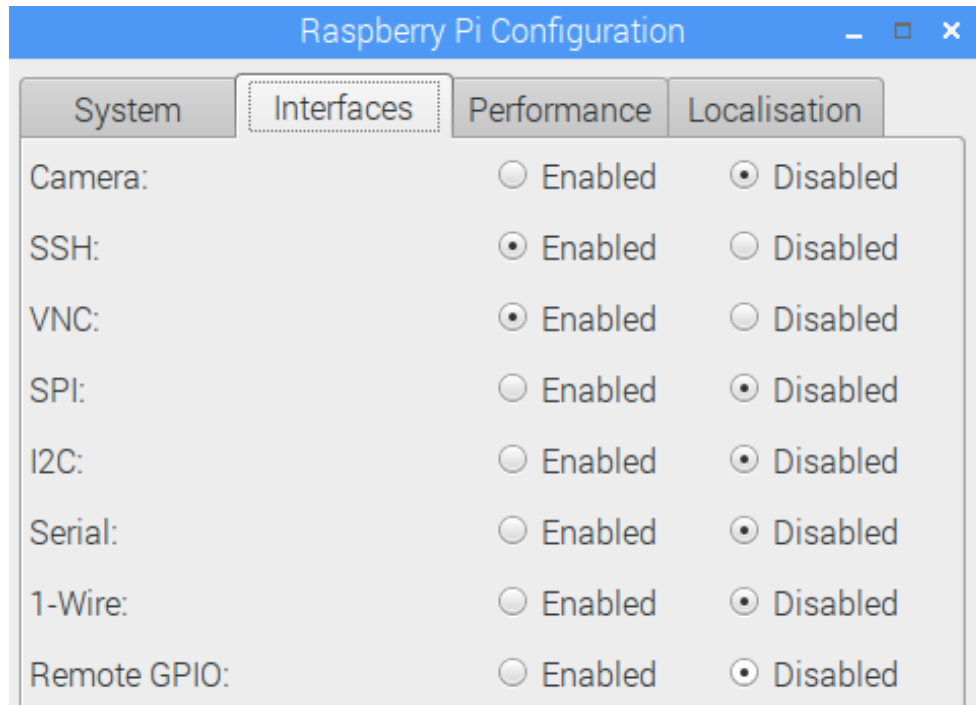 Raspberry Pi Configuration
System Interfaces Performance Localisation
Camera: Enabled Disabled
SSH: Enabled Disabled
VNC: Enabled Disabled
SPI: Enabled Disabled
I2C: Enabled Disabled
Serial: Enabled Disabled
1-Wire: Enabled Disabled
Remote GPIO: Enabled Disabled